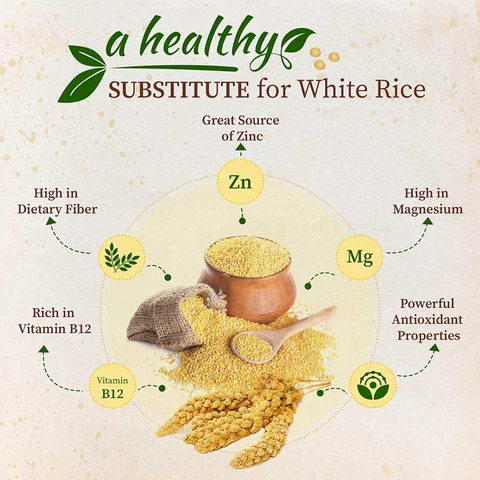 a healthy
SUBSTITUTE for White Rice
Great Source
of Zinc
Zn
High in
Dietary Fiber
High in
Magnesium
Mg
Rich in
Vitamin B12
Vitamin
B12
Powerful
Antioxidant
Properties